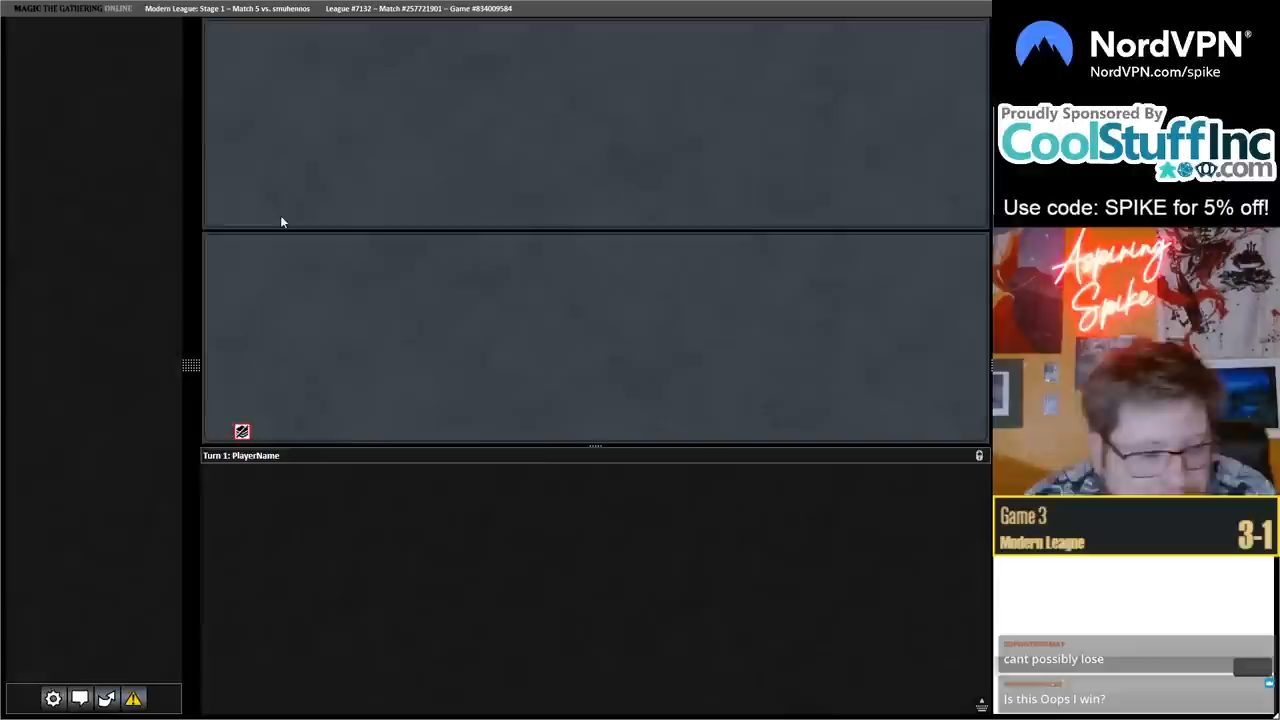 MAGIC THE GATHERING ONLINE
Modern League: Stage 1 – Match 5 vs. smuhennos
League #7132 – Match #257721901 – Game #834009584
NordVPN®
NordVPN.com/spike
Proudly Sponsored By
CoolStuffInc
.com
Use code: SPIKE for 5% off!
Aspiring
Spike
Turn 1: PlayerName
Game 3
Modern League
3-1
cant possibly lose
Is this Oops I win?